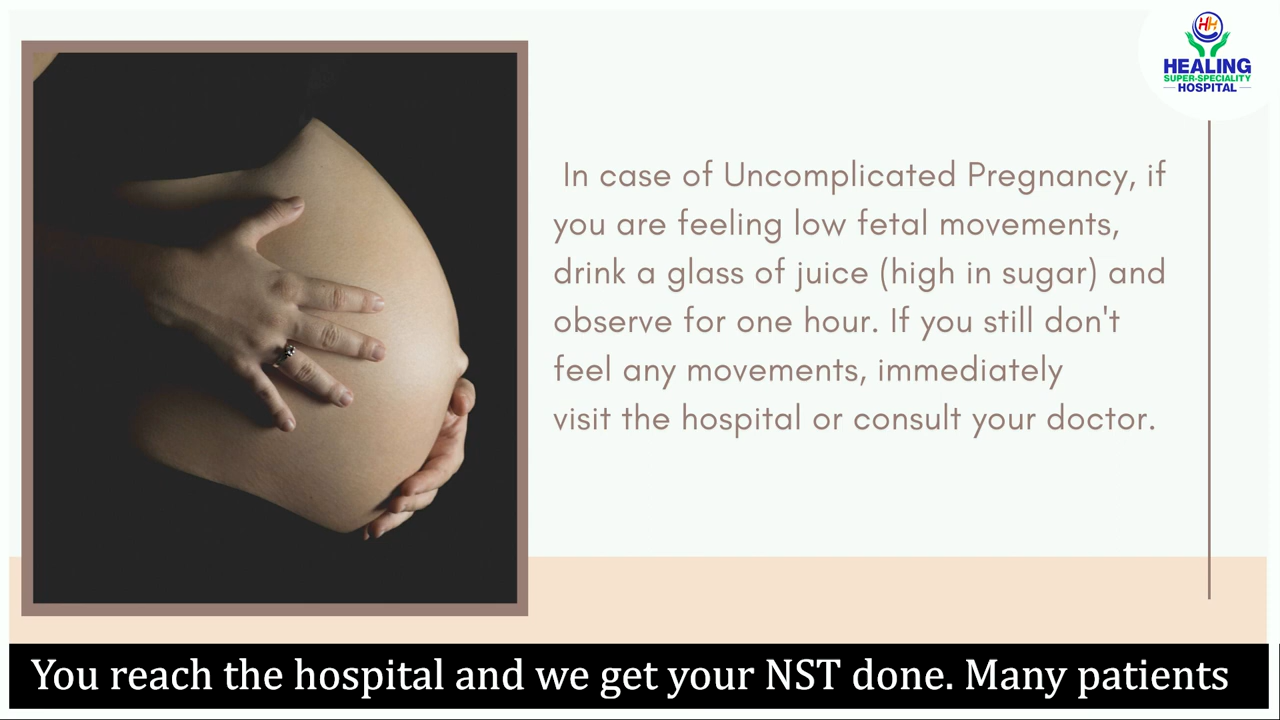 HH
HEALING
SUPER-SPECIALITY
HOSPITAL
In case of Uncomplicated Pregnancy, if
you are feeling low fetal movements,
drink a glass of juice (high in sugar) and
observe for one hour. If you still don't
feel any movements, immediately
visit the hospital or consult your doctor.
You reach the hospital and we get your NST done. Many patients